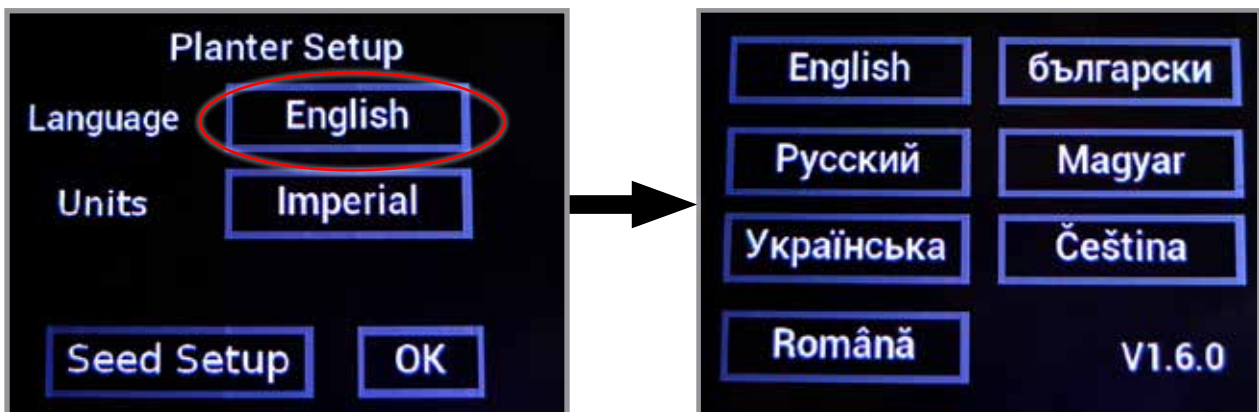 Planter Setup
Language English
Units Imperial
Seed Setup OK
English български
Русский Magyar
Українська Čeština
Română V1.6.0